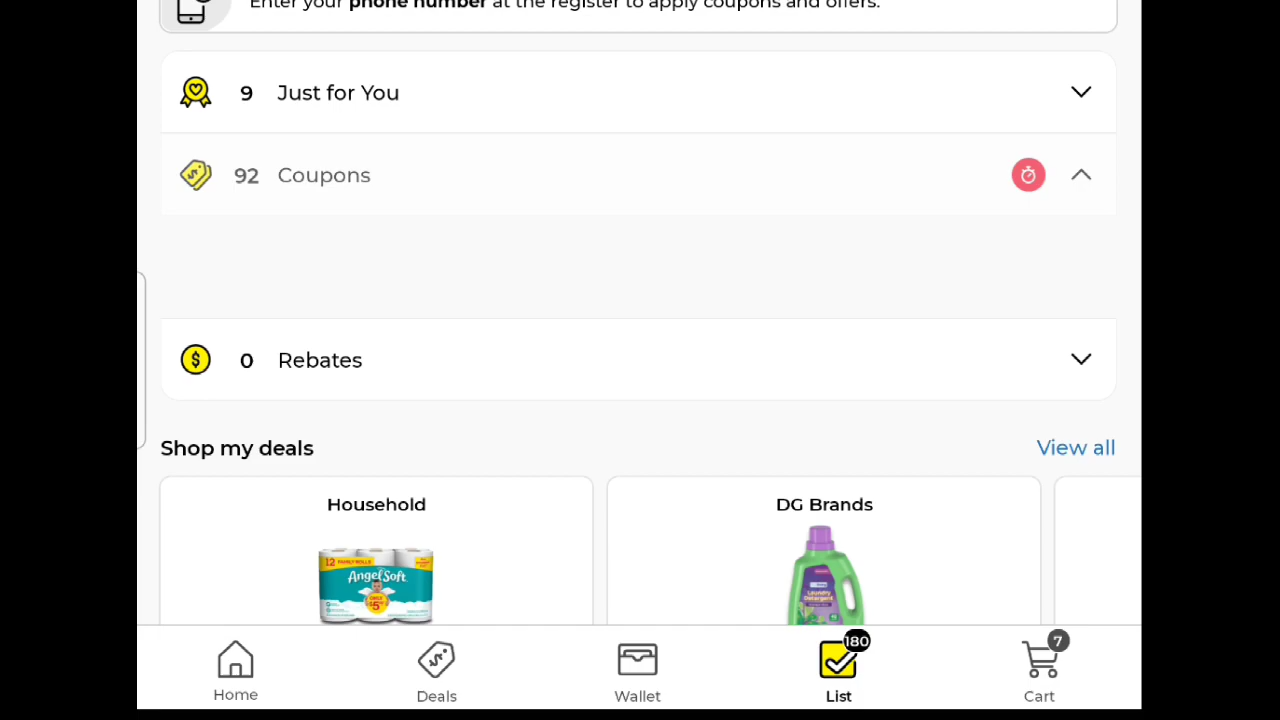 Enter your phone number at the register to apply coupons and offers.
9 Just for You
92 Coupons
0 Rebates
Shop my deals View all
Household DG Brands
12 FAMILY ROLLS
Angel Soft
Laundry
Detergent
180 7
Home Deals Wallet List Cart